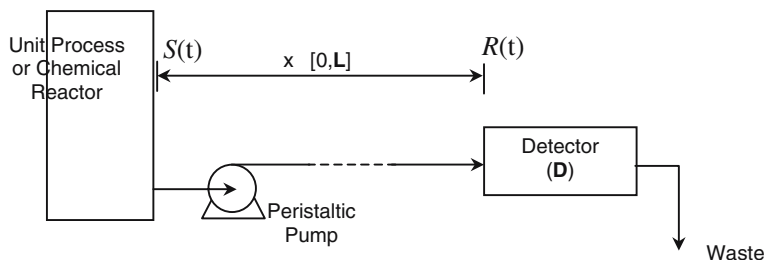 Unit Process
or Chemical
Reactor
S(t)
x [0,L]
R(t)
Detector
(D)
Peristaltic
Pump
Waste